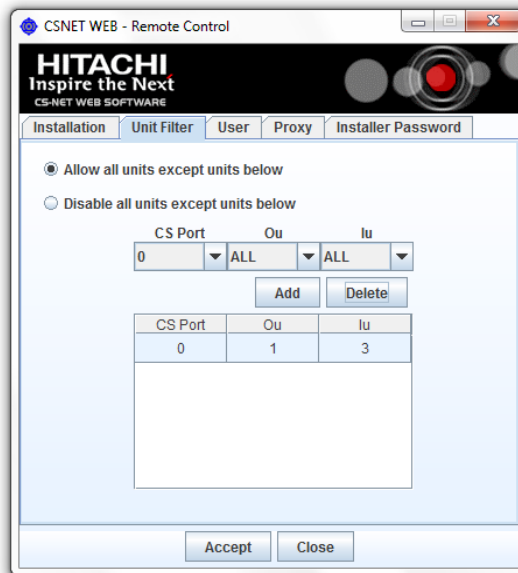 CSNET WEB - Remote Control
HITACHI
Inspire the Next
CS-NET WEB SOFTWARE
Installation Unit Filter User Proxy Installer Password
Allow all units except units below
Disable all units except units below
CS Port Ou Iu
0 ALL ALL
Add Delete
CS Port Ou Iu
0 1 3
Accept Close